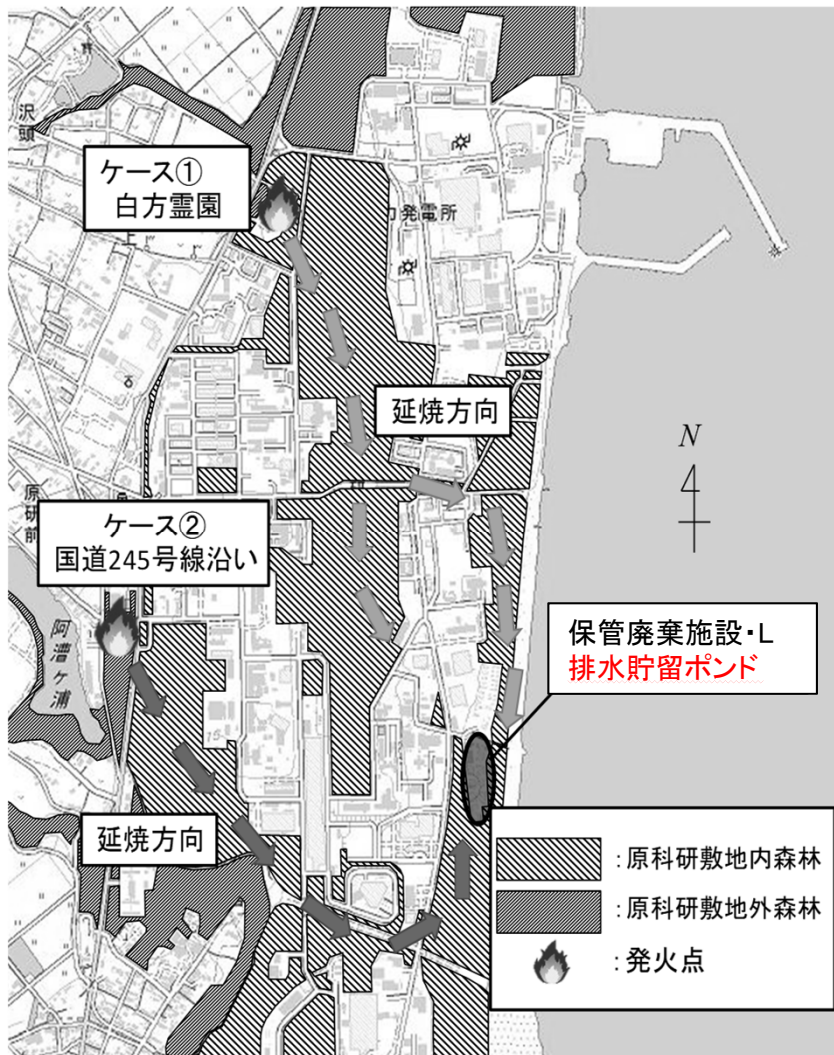 沢頭
ケース①
白方霊園
力発電所
延焼方向
N
原研前
ケース②
国道245号線沿い
阿漕ヶ浦
保管廃棄施設・L
排水貯留ポンド
15
延焼方向
:原科研敷地内森林
:原科研敷地外森林
:発火点